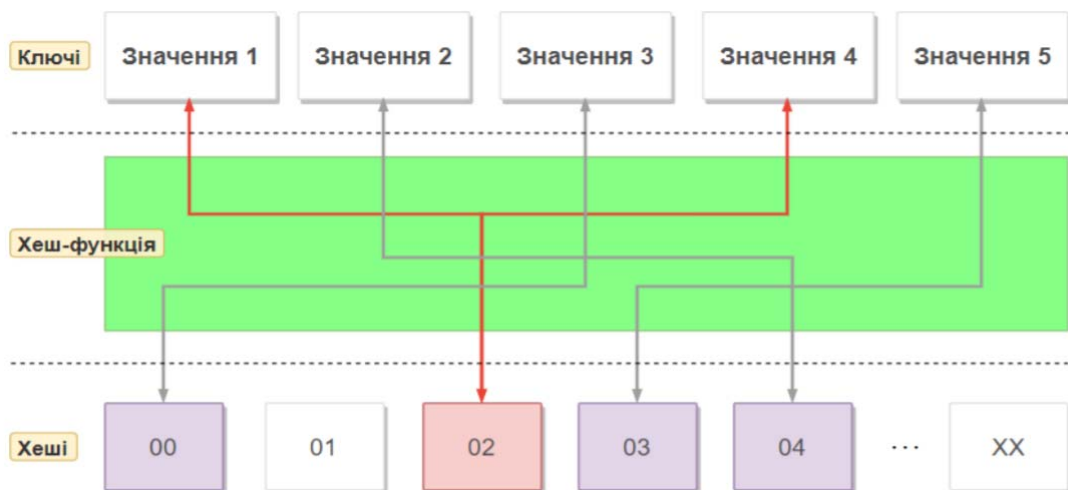 Ключі
Значення 1
Значення 2
Значення 3
Значення 4
Значення 5
Хеш-функція
Хеші
00
01
02
03
04
...
XX